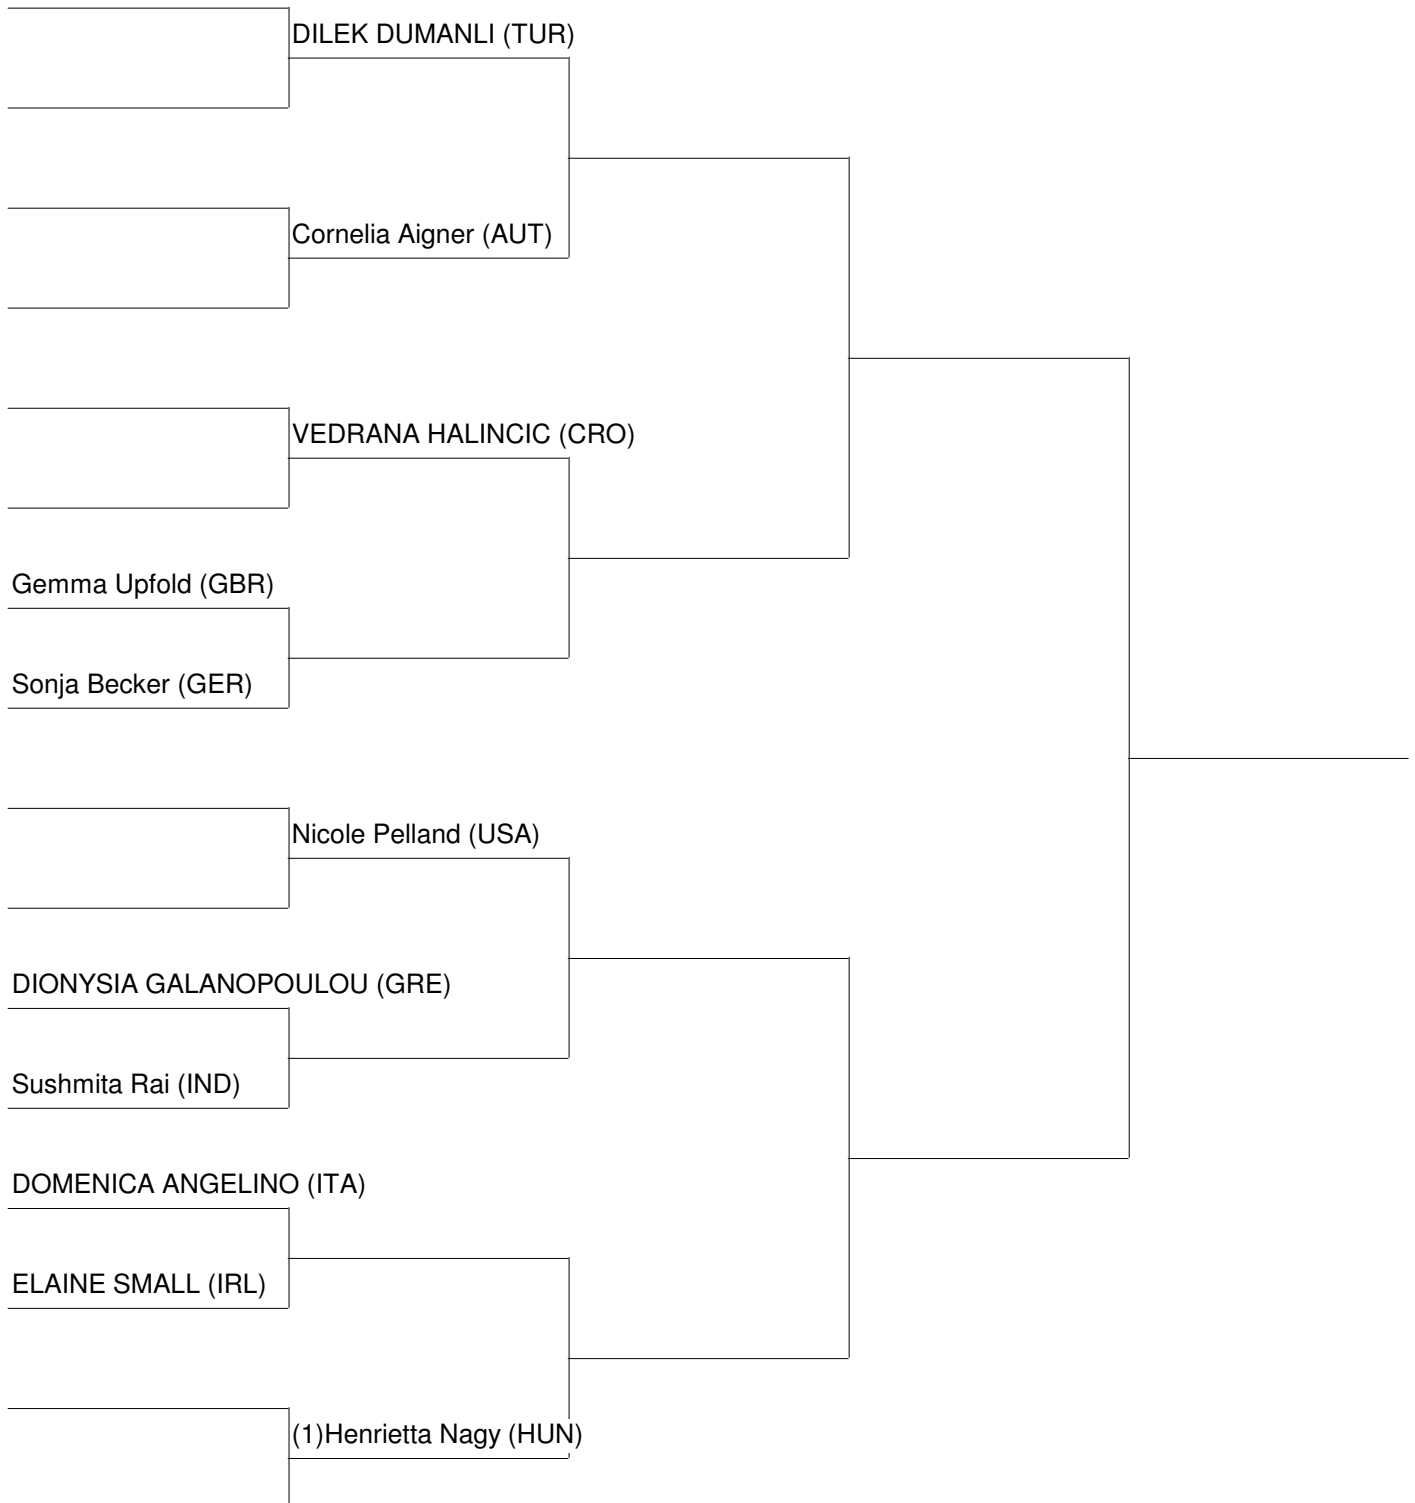 DILEK DUMANLI (TUR)
Cornelia Aigner (AUT)
VEDRANA HALINCIC (CRO)
Gemma Upfold (GBR)
Sonja Becker (GER)
Nicole Pelland (USA)
DIONYSIA GALANOPOULOU (GRE)
Sushmita Rai (IND)
DOMENICA ANGELINO (ITA)
ELAINE SMALL (IRL)
(1)Henrietta Nagy (HUN)